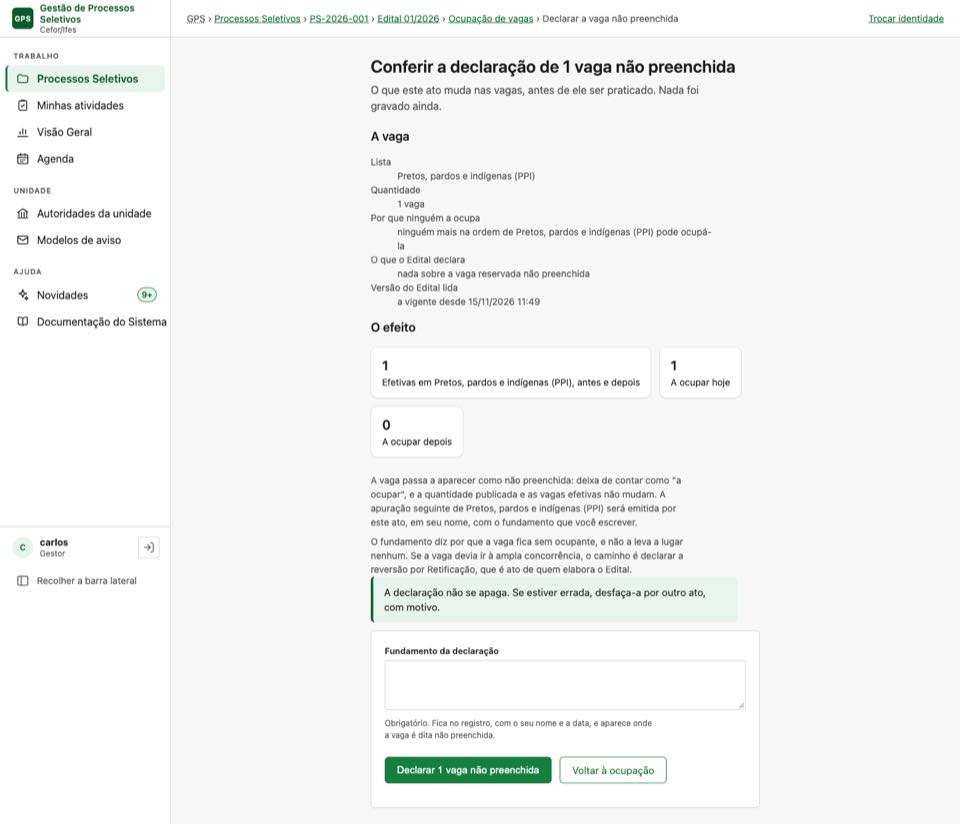 GPS
Gestão de Processos
Seletivos
Cefor/Ifes
GPS › Processos Seletivos › PS-2026-001 › Edital 01/2026 › Ocupação de vagas › Declarar a vaga não preenchida
Trocar identidade
TRABALHO
Processos Seletivos
Minhas atividades
Visão Geral
Agenda
UNIDADE
Autoridades da unidade
Modelos de aviso
AJUDA
Novidades
9+
Documentação do Sistema
C
carlos
Gestor
Recolher a barra lateral
Conferir a declaração de 1 vaga não preenchida
O que este ato muda nas vagas, antes de ele ser praticado. Nada foi
gravado ainda.
A vaga
Lista
Pretos, pardos e indígenas (PPI)
Quantidade
1 vaga
Por que ninguém a ocupa
ninguém mais na ordem de Pretos, pardos e indígenas (PPI) pode ocupá-
la
O que o Edital declara
nada sobre a vaga reservada não preenchida
Versão do Edital lida
a vigente desde 15/11/2026 11:49
O efeito
1
Efetivas em Pretos, pardos e indígenas (PPI), antes e depois
1
A ocupar hoje
0
A ocupar depois
A vaga passa a aparecer como não preenchida: deixa de contar como "a
ocupar", e a quantidade publicada e as vagas efetivas não mudam. A
apuração seguinte de Pretos, pardos e indígenas (PPI) será emitida por
este ato, em seu nome, com o fundamento que você escrever.
O fundamento diz por que a vaga fica sem ocupante, e não a leva a lugar
nenhum. Se a vaga devia ir à ampla concorrência, o caminho é declarar a
reversão por Retificação, que é ato de quem elabora o Edital.
A declaração não se apaga. Se estiver errada, desfaça-a por outro ato,
com motivo.
Fundamento da declaração
Obrigatório. Fica no registro, com o seu nome e a data, e aparece onde
a vaga é dita não preenchida.
Declarar 1 vaga não preenchida
Voltar à ocupação